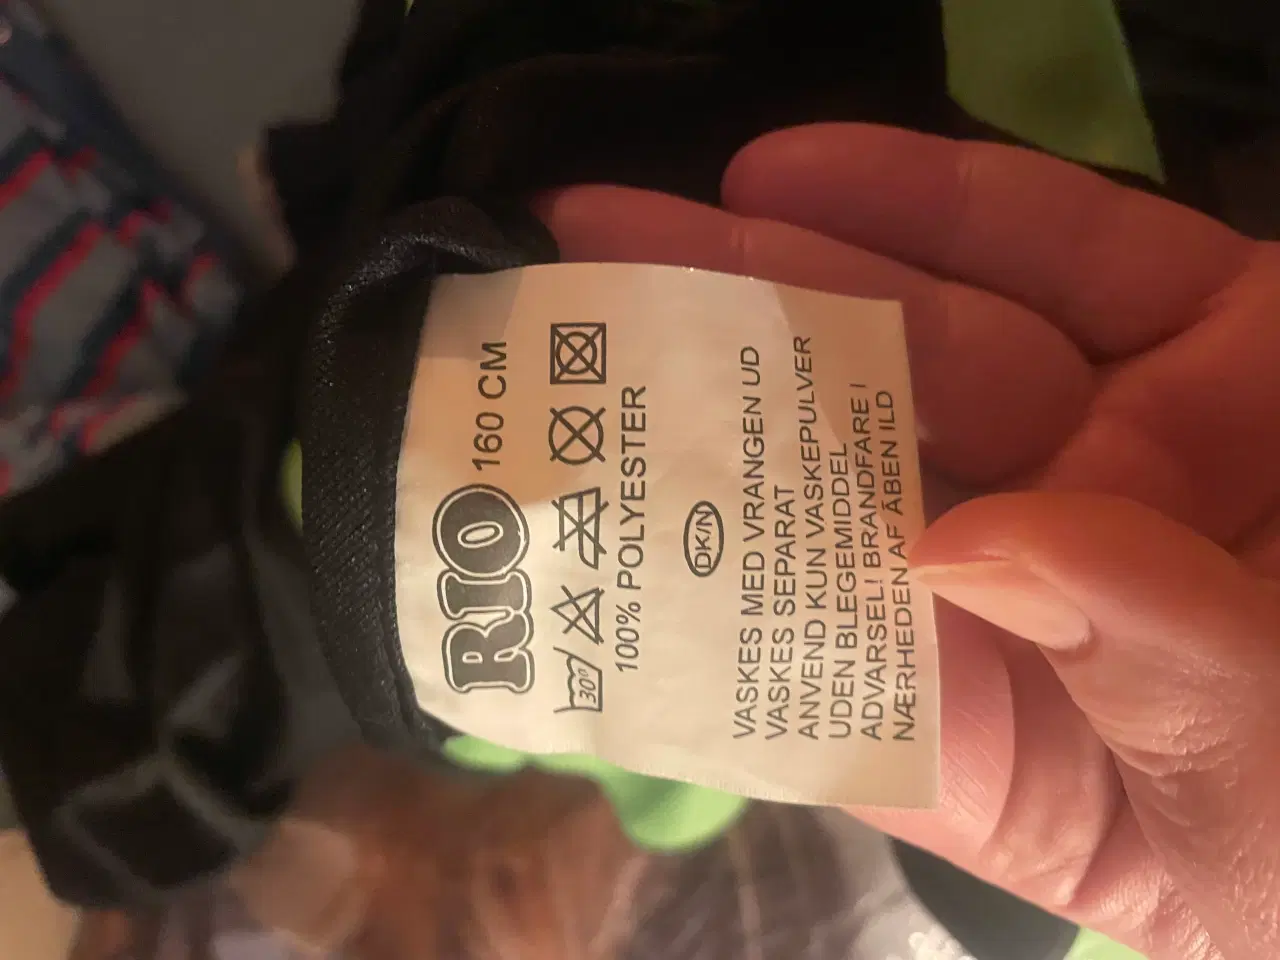 RIO 160 CM
30°
100% POLYESTER
DK/N
VASKES MED VRANGEN UD
VASKES SEPARAT
ANVEND KUN VASKEPULVER
UDEN BLEGEMIDDEL
ADVARSEL! BRANDFARE I
NÆRHEDEN AF ÅBEN ILD